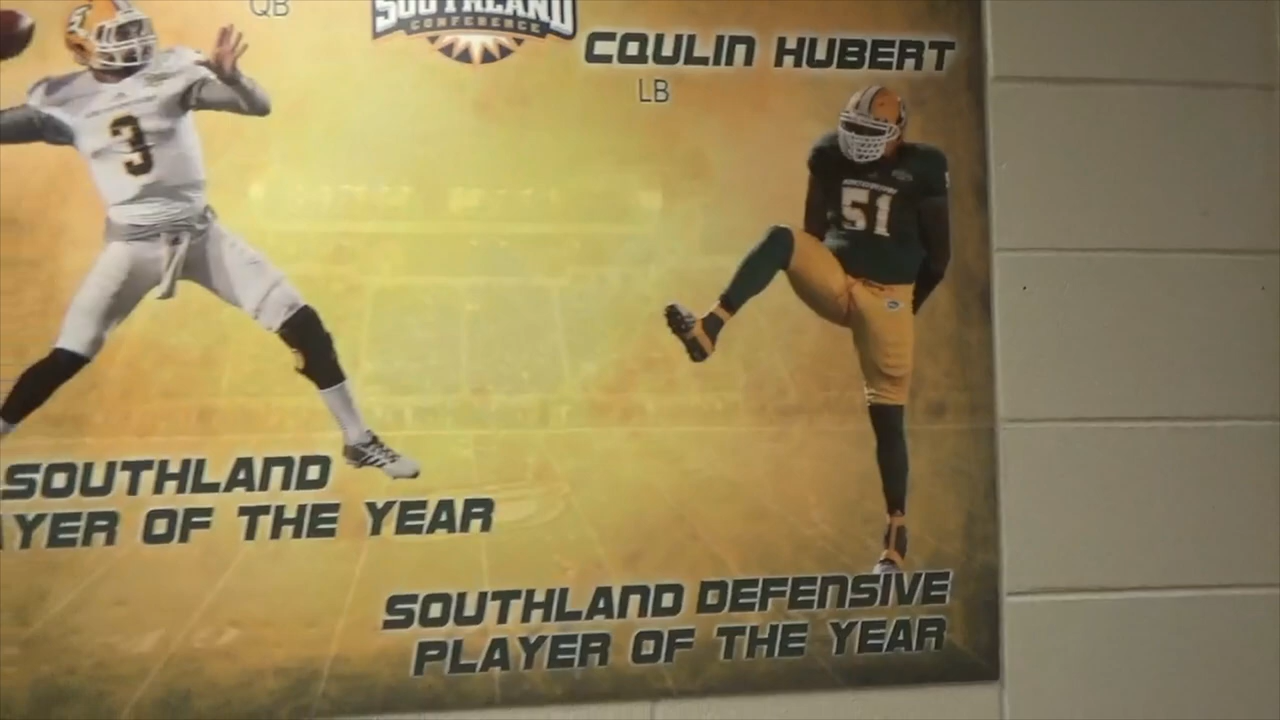 QB
SOUTHLAND
CONFERENCE
CQULIN HUBERT
LB
3
51
SOUTHLAND
AYER OF THE YEAR
SOUTHLAND DEFENSIVE
PLAYER OF THE YEAR